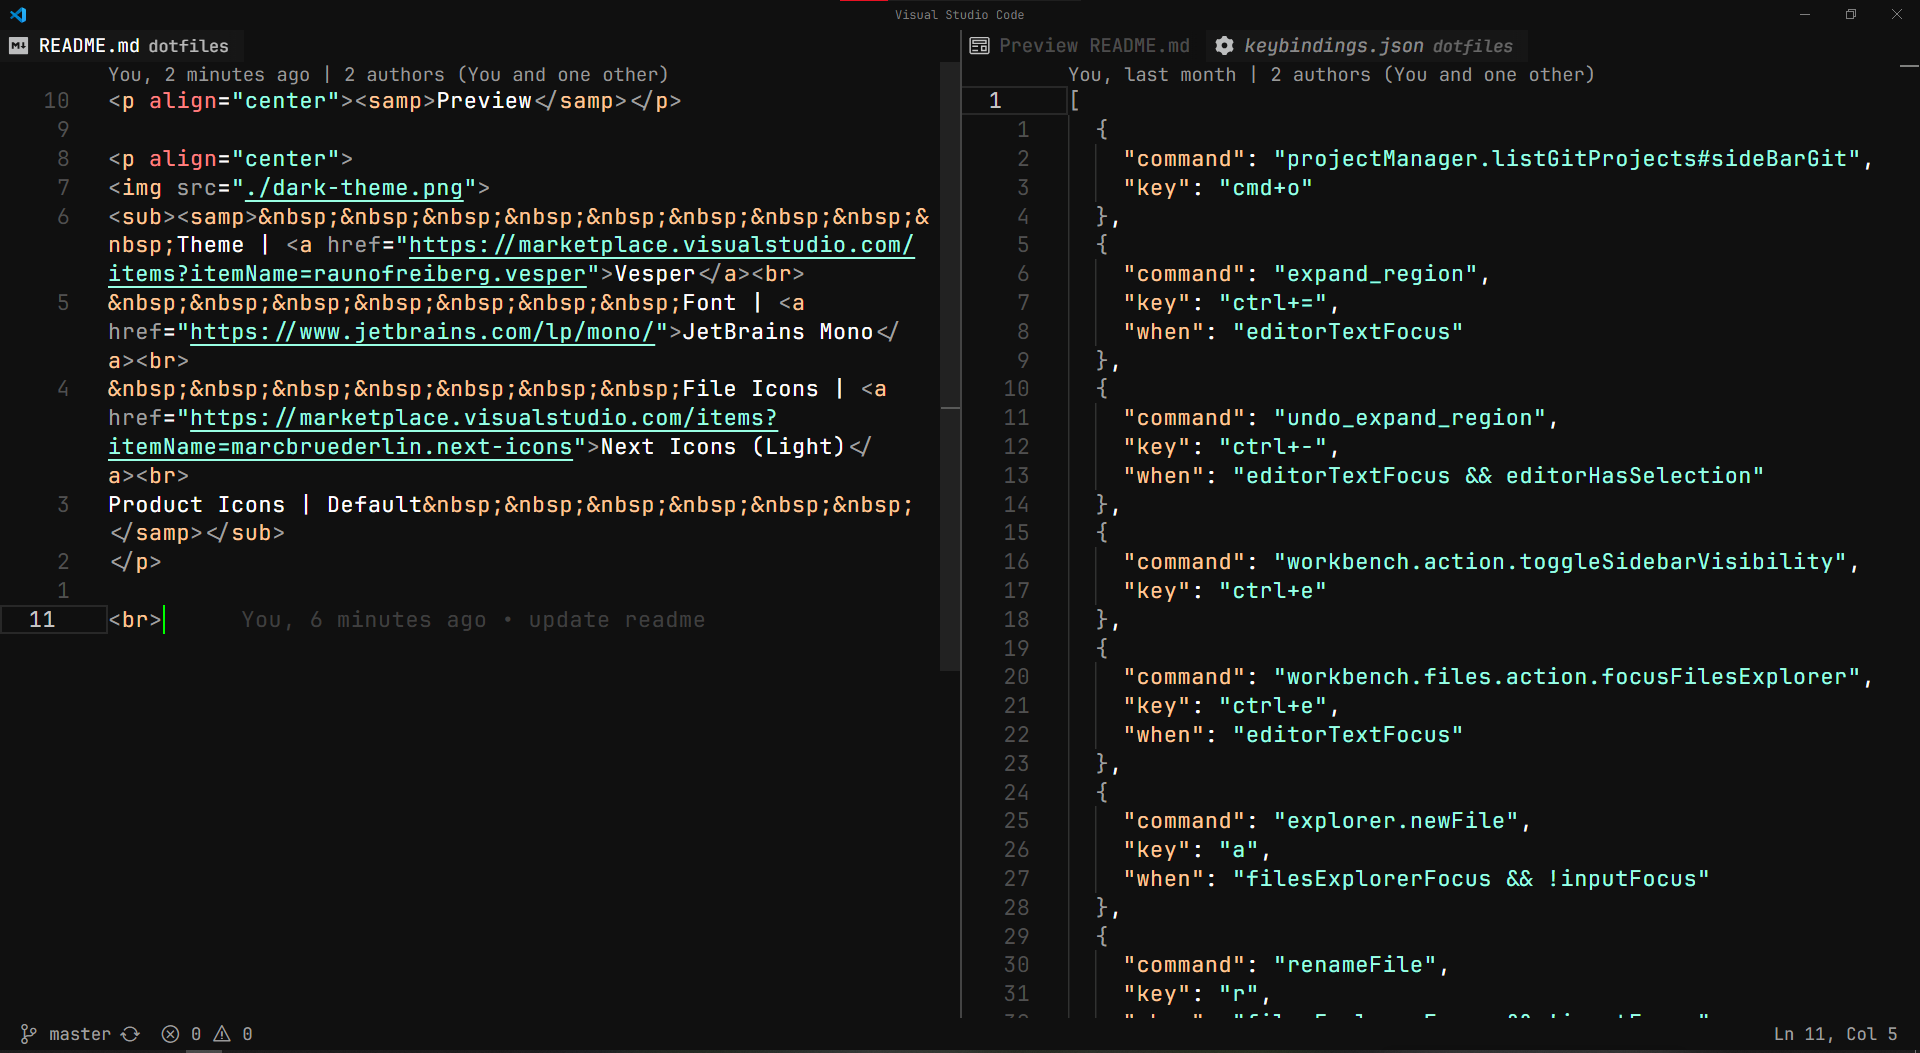 Visual Studio Code
README.md dotfiles
You, 2 minutes ago | 2 authors (You and one other)
10 <p align="center"><samp>Preview</samp></p>
9
8 <p align="center">
7 <img src="./dark-theme.png">
6 <sub><samp>&nbsp;&nbsp;&nbsp;&nbsp;&nbsp;&nbsp;&nbsp;&nbsp;&
nbsp;Theme | <a href="https://marketplace.visualstudio.com/
items?itemName=raunofreiberg.vesper">Vesper</a><br>
5 &nbsp;&nbsp;&nbsp;&nbsp;&nbsp;&nbsp;&nbsp;Font | <a
href="https://www.jetbrains.com/lp/mono/">JetBrains Mono</
a><br>
4 &nbsp;&nbsp;&nbsp;&nbsp;&nbsp;&nbsp;&nbsp;File Icons | <a
href="https://marketplace.visualstudio.com/items?
itemName=marcbruederlin.next-icons">Next Icons (Light)</
a><br>
3 Product Icons | Default&nbsp;&nbsp;&nbsp;&nbsp;&nbsp;&nbsp;
</samp></sub>
2 </p>
1
11 <br> You, 6 minutes ago • update readme
Preview README.md keybindings.json dotfiles
You, last month | 2 authors (You and one other)
1 [
1 {
2 "command": "projectManager.listGitProjects#sideBarGit",
3 "key": "cmd+o"
4 },
5 {
6 "command": "expand_region",
7 "key": "ctrl+=",
8 "when": "editorTextFocus"
9 },
10 {
11 "command": "undo_expand_region",
12 "key": "ctrl+-",
13 "when": "editorTextFocus && editorHasSelection"
14 },
15 {
16 "command": "workbench.action.toggleSidebarVisibility",
17 "key": "ctrl+e"
18 },
19 {
20 "command": "workbench.files.action.focusFilesExplorer",
21 "key": "ctrl+e",
22 "when": "editorTextFocus"
23 },
24 {
25 "command": "explorer.newFile",
26 "key": "a",
27 "when": "filesExplorerFocus && !inputFocus"
28 },
29 {
30 "command": "renameFile",
31 "key": "r",
master 0 0
Ln 11, Col 5